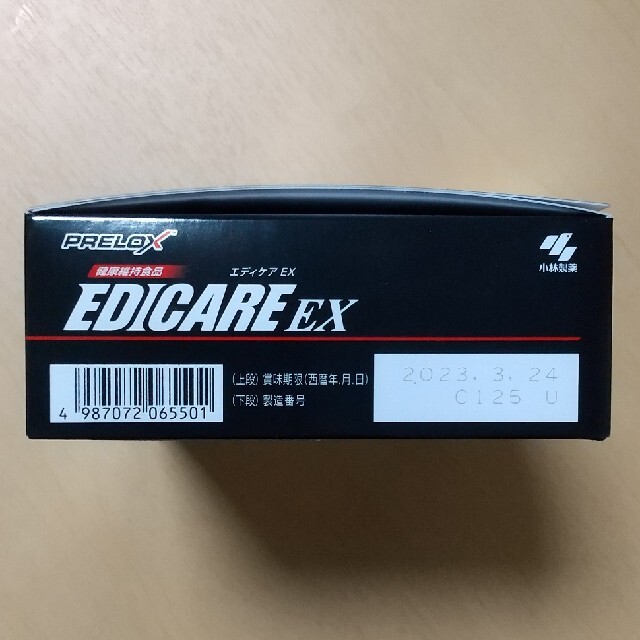 PRELOX™
健康維持食品
エディケア EX
EDICARE EX
小林製薬
(上段) 賞味期限(西暦年.月.日)
(下段) 製造番号
2023. 3. 24
C125 U
4 987072 065501